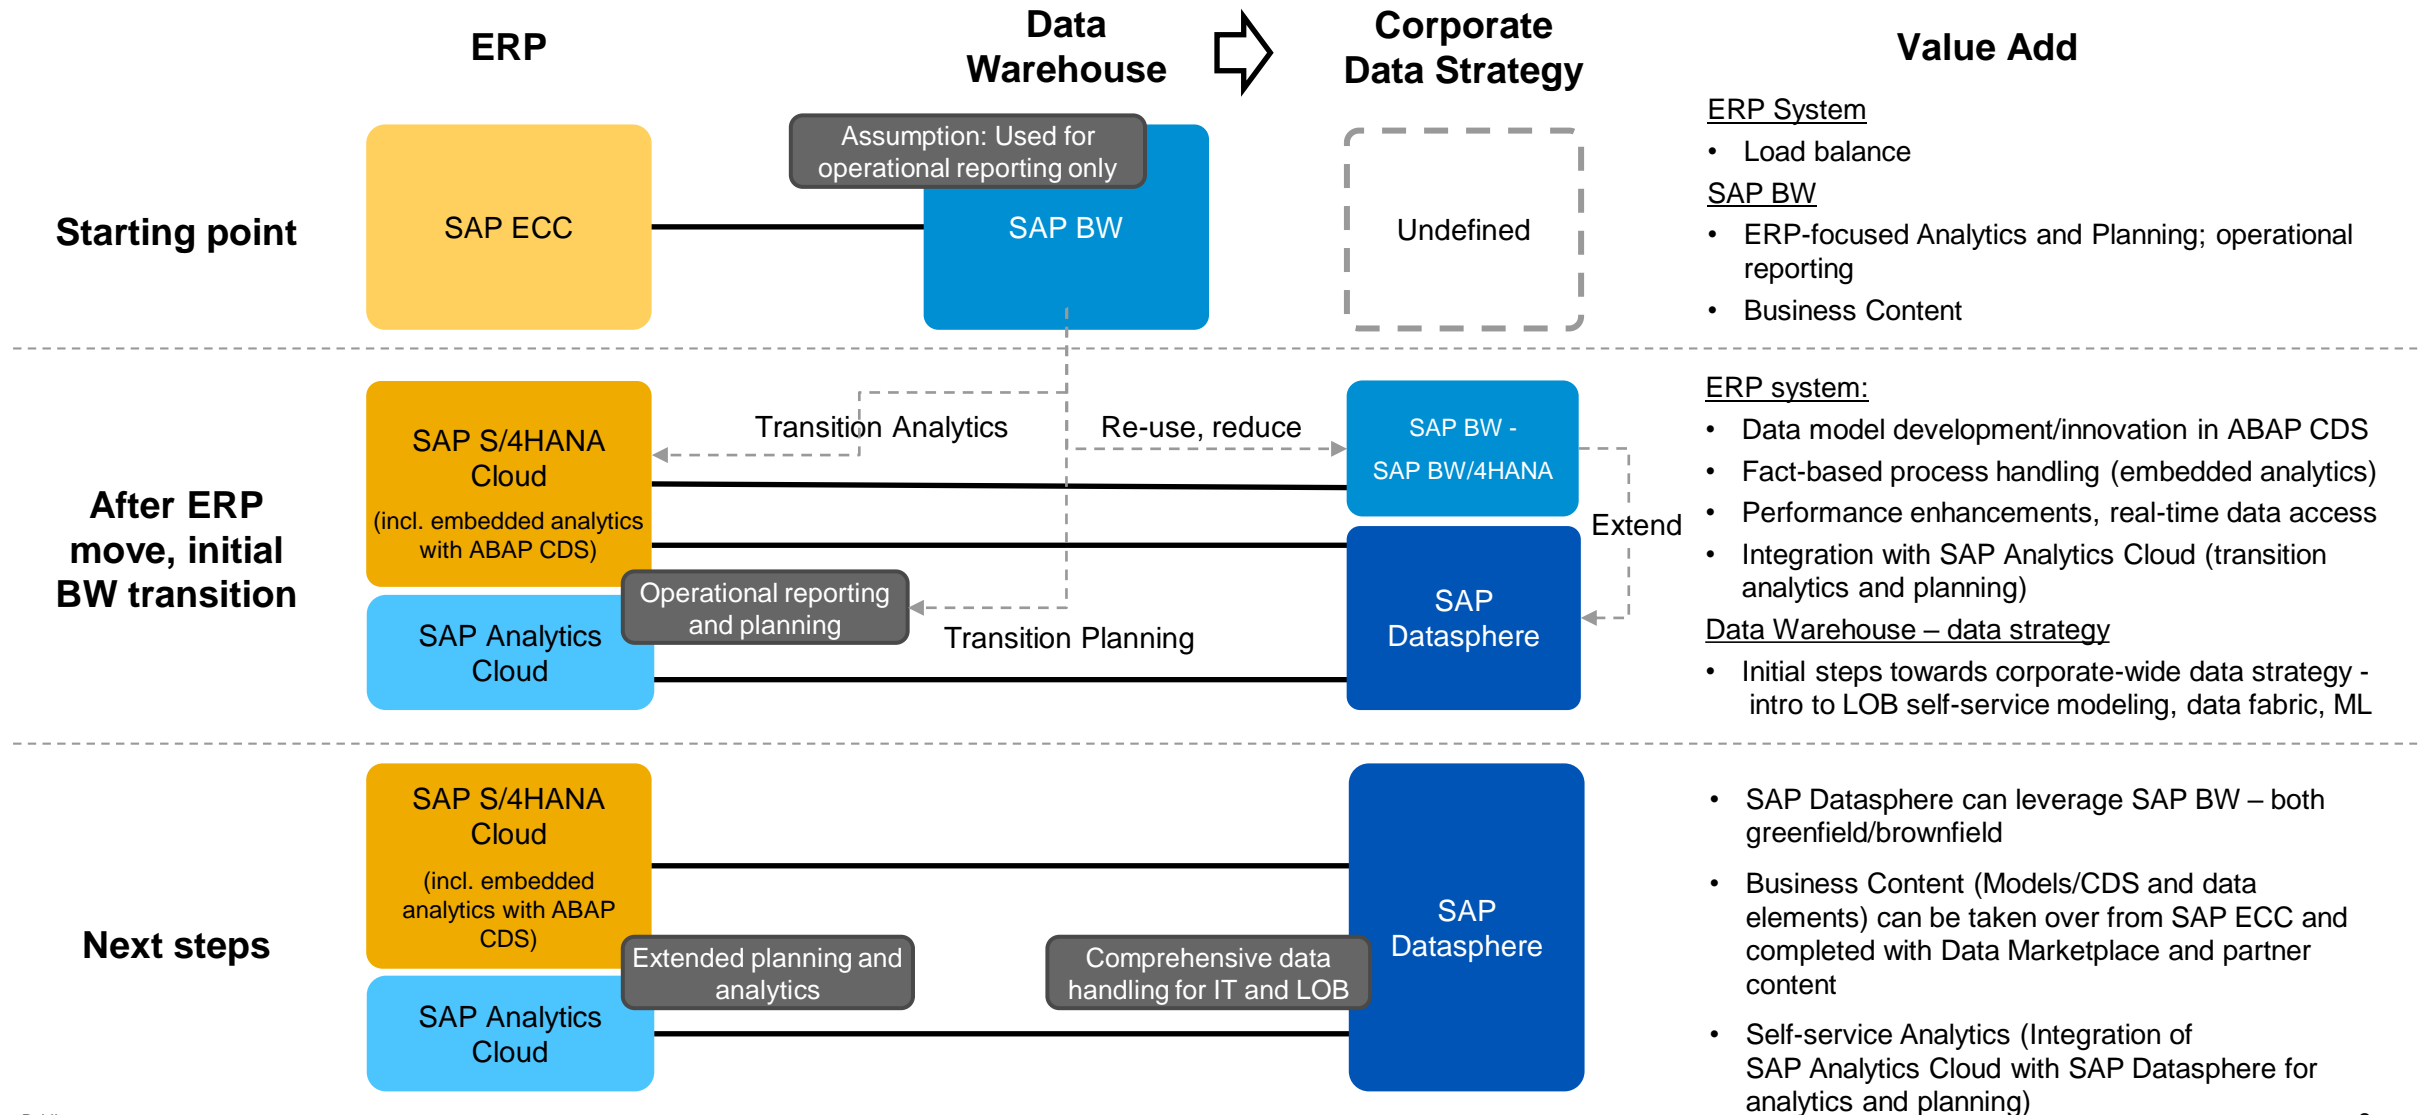 ERP
Data
Warehouse
Corporate
Data Strategy
Value Add
Starting point
SAP ECC
Assumption: Used for
operational reporting only
SAP BW
Undefined
ERP System
• Load balance
SAP BW
• ERP-focused Analytics and Planning; operational
reporting
• Business Content
After ERP
move, initial
BW transition
SAP S/4HANA
Cloud
(incl. embedded analytics
with ABAP CDS)
SAP Analytics
Cloud
Operational reporting
and planning
Transition Analytics
Transition Planning
Re-use, reduce
SAP BW -
SAP BW/4HANA
Extend
SAP
Datasphere
ERP system:
• Data model development/innovation in ABAP CDS
• Fact-based process handling (embedded analytics)
• Performance enhancements, real-time data access
• Integration with SAP Analytics Cloud (transition
analytics and planning)
Data Warehouse – data strategy
• Initial steps towards corporate-wide data strategy -
intro to LOB self-service modeling, data fabric, ML
Next steps
SAP S/4HANA
Cloud
(incl. embedded
analytics with ABAP
CDS)
SAP Analytics
Cloud
Extended planning and
analytics
Comprehensive data
handling for IT and LOB
SAP
Datasphere
• SAP Datasphere can leverage SAP BW – both
greenfield/brownfield
• Business Content (Models/CDS and data
elements) can be taken over from SAP ECC and
completed with Data Marketplace and partner
content
• Self-service Analytics (Integration of
SAP Analytics Cloud with SAP Datasphere for
analytics and planning)